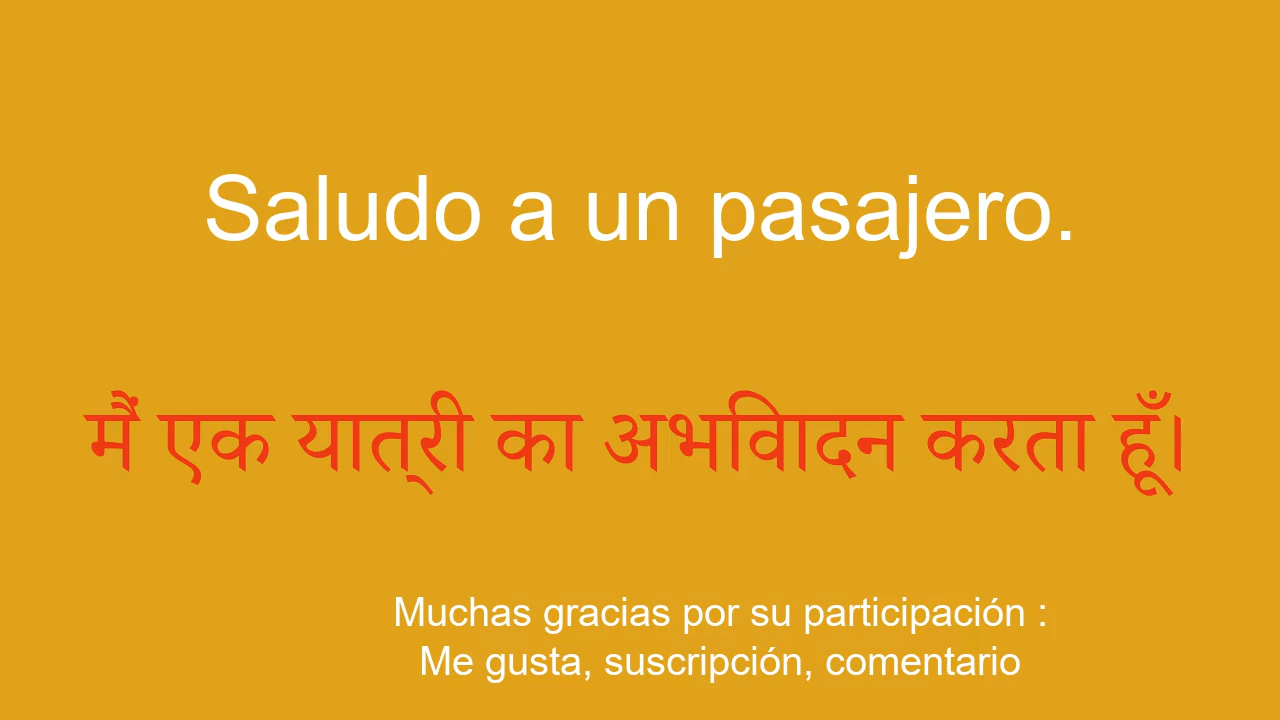 Saludo a un pasajero.
मैं एक यात्री का अभिवादन करता हूँ।
Muchas gracias por su participación :
Me gusta, suscripción, comentario